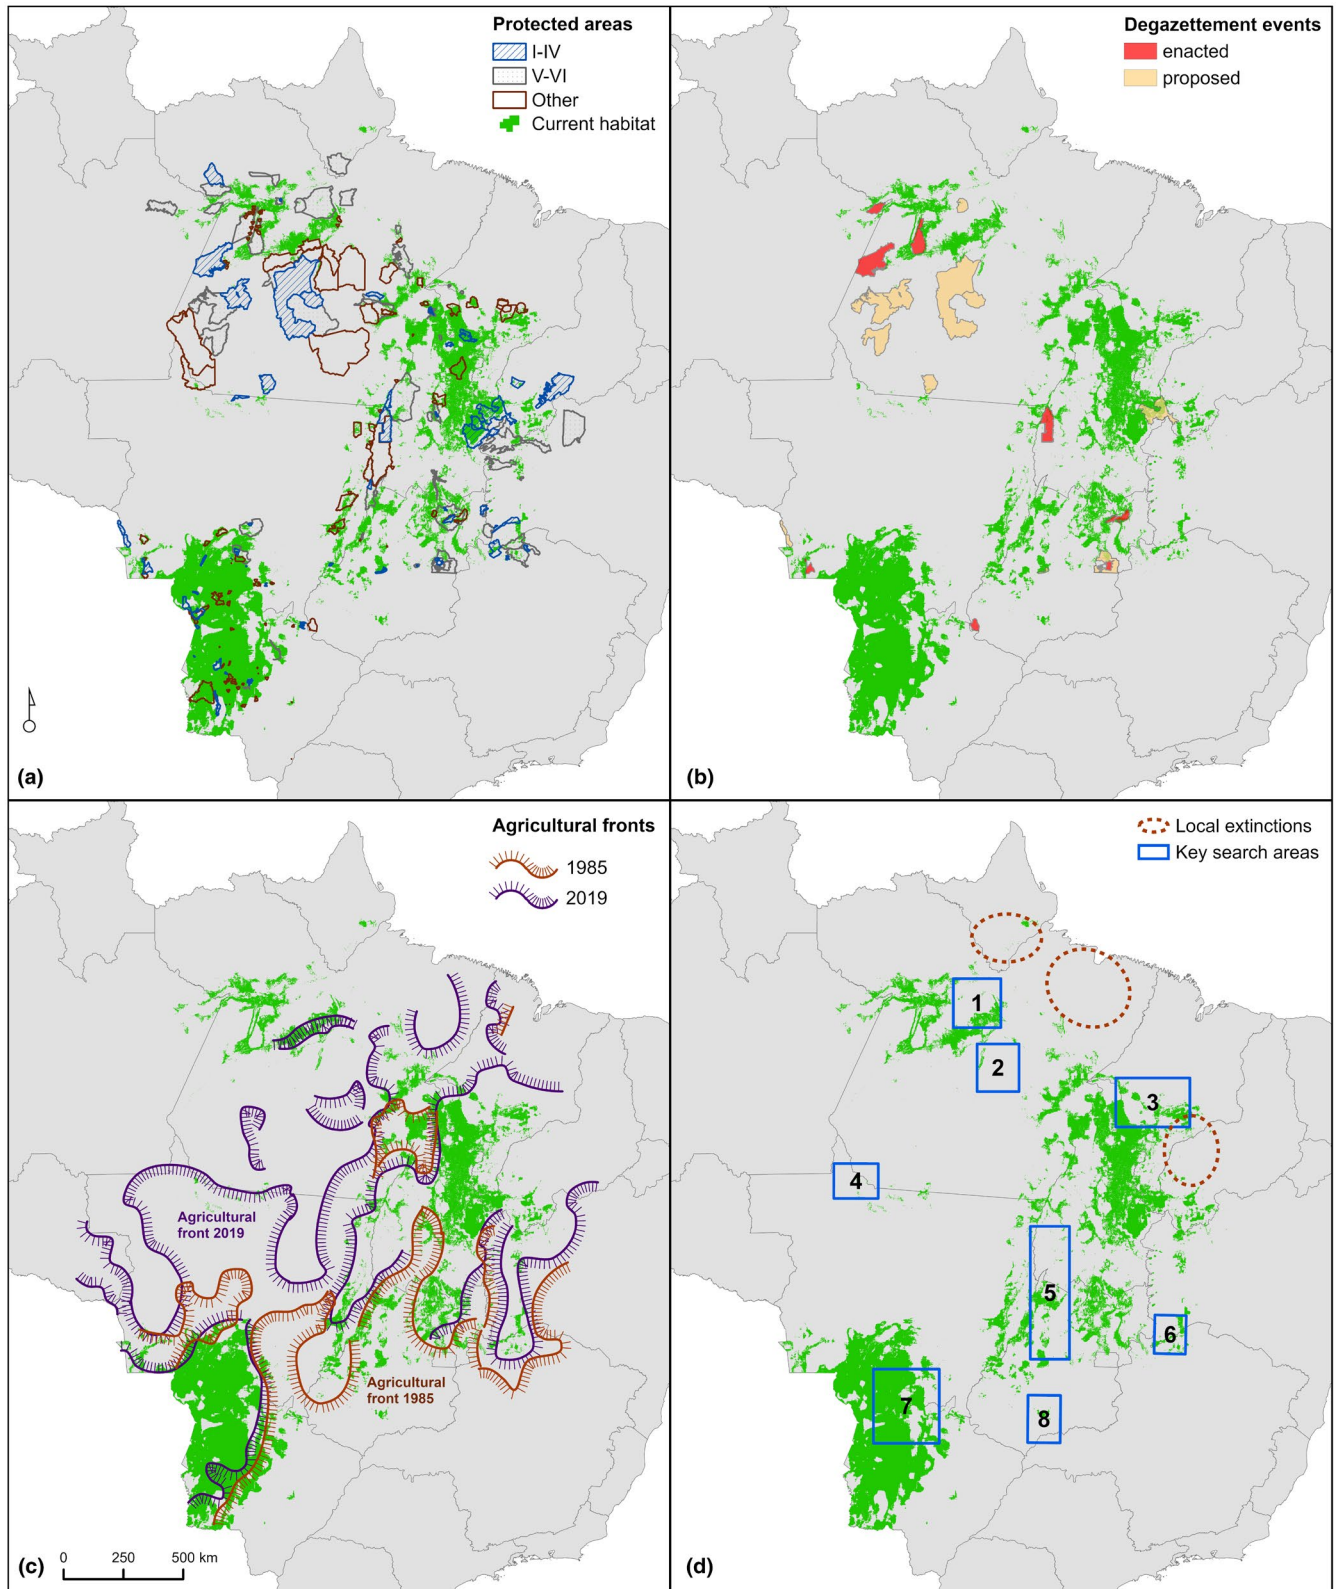 Protected areas
I-IV
V-VI
Other
Current habitat
(a)
Degazettement events
enacted
proposed
(b)
Agricultural fronts
1985
2019
Agricultural
front 2019
Agricultural
front 1985
(c)
0 250 500 km
Local extinctions
Key search areas
1
2
3
4
5
6
7
8
(d)